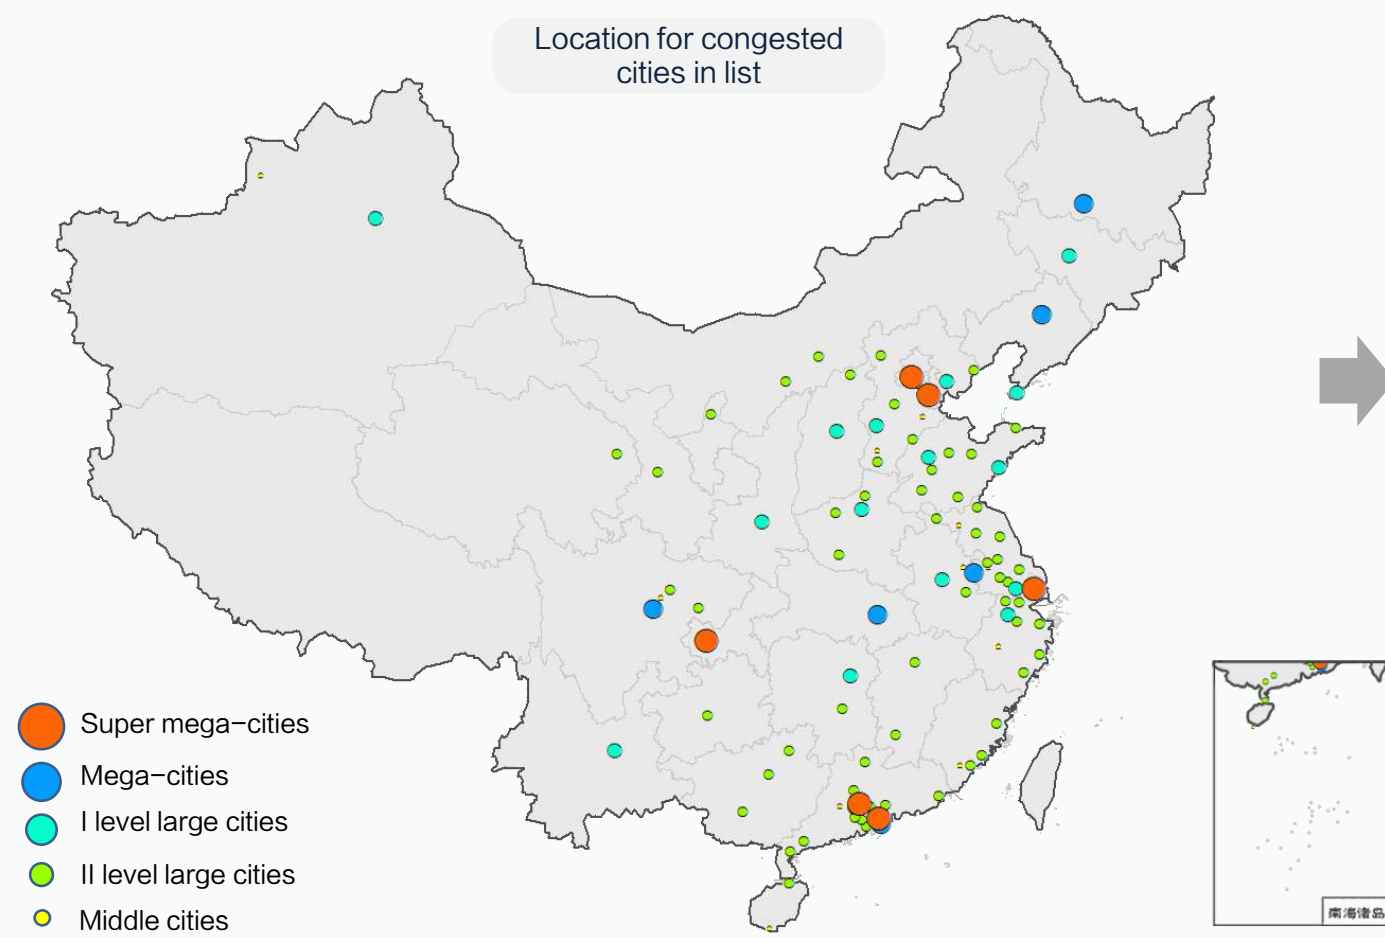 Location for congested
cities in list
Super mega-cities
Mega-cities
I level large cities
II level large cities
Middle cities
南海诸岛